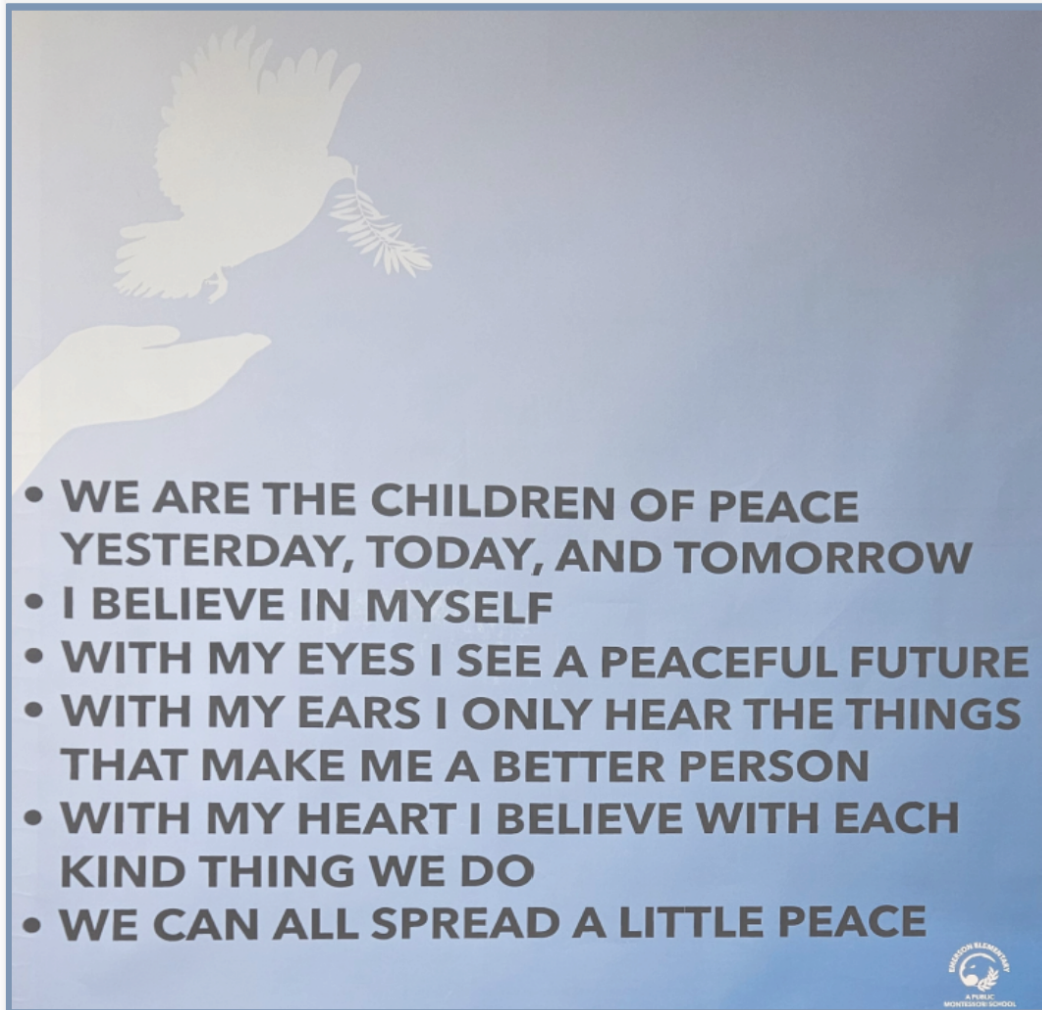 • WE ARE THE CHILDREN OF PEACE
YESTERDAY, TODAY, AND TOMORROW
• I BELIEVE IN MYSELF
• WITH MY EYES I SEE A PEACEFUL FUTURE
• WITH MY EARS I ONLY HEAR THE THINGS
THAT MAKE ME A BETTER PERSON
• WITH MY HEART I BELIEVE WITH EACH
KIND THING WE DO
• WE CAN ALL SPREAD A LITTLE PEACE
EMERSON ELEMENTARY
A PUBLIC
MONTESSORI SCHOOL